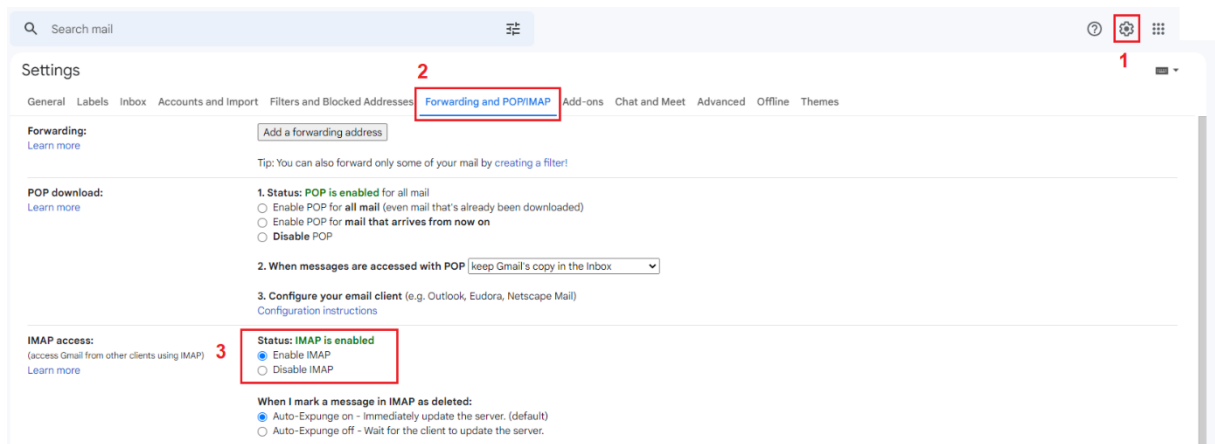 Search mail
1
Settings
2
General Labels Inbox Accounts and Import Filters and Blocked Addresses Forwarding and POP/IMAP Add-ons Chat and Meet Advanced Offline Themes
Forwarding:
Learn more
Add a forwarding address
Tip: You can also forward only some of your mail by creating a filter!
POP download:
Learn more
1. Status: POP is enabled for all mail
Enable POP for all mail (even mail that's already been downloaded)
Enable POP for mail that arrives from now on
Disable POP
2. When messages are accessed with POP keep Gmail's copy in the Inbox
3. Configure your email client (e.g. Outlook, Eudora, Netscape Mail)
Configuration instructions
IMAP access:
(access Gmail from other clients using IMAP)
Learn more
3
Status: IMAP is enabled
Enable IMAP
Disable IMAP
When I mark a message in IMAP as deleted:
Auto-Expunge on - Immediately update the server. (default)
Auto-Expunge off - Wait for the client to update the server.